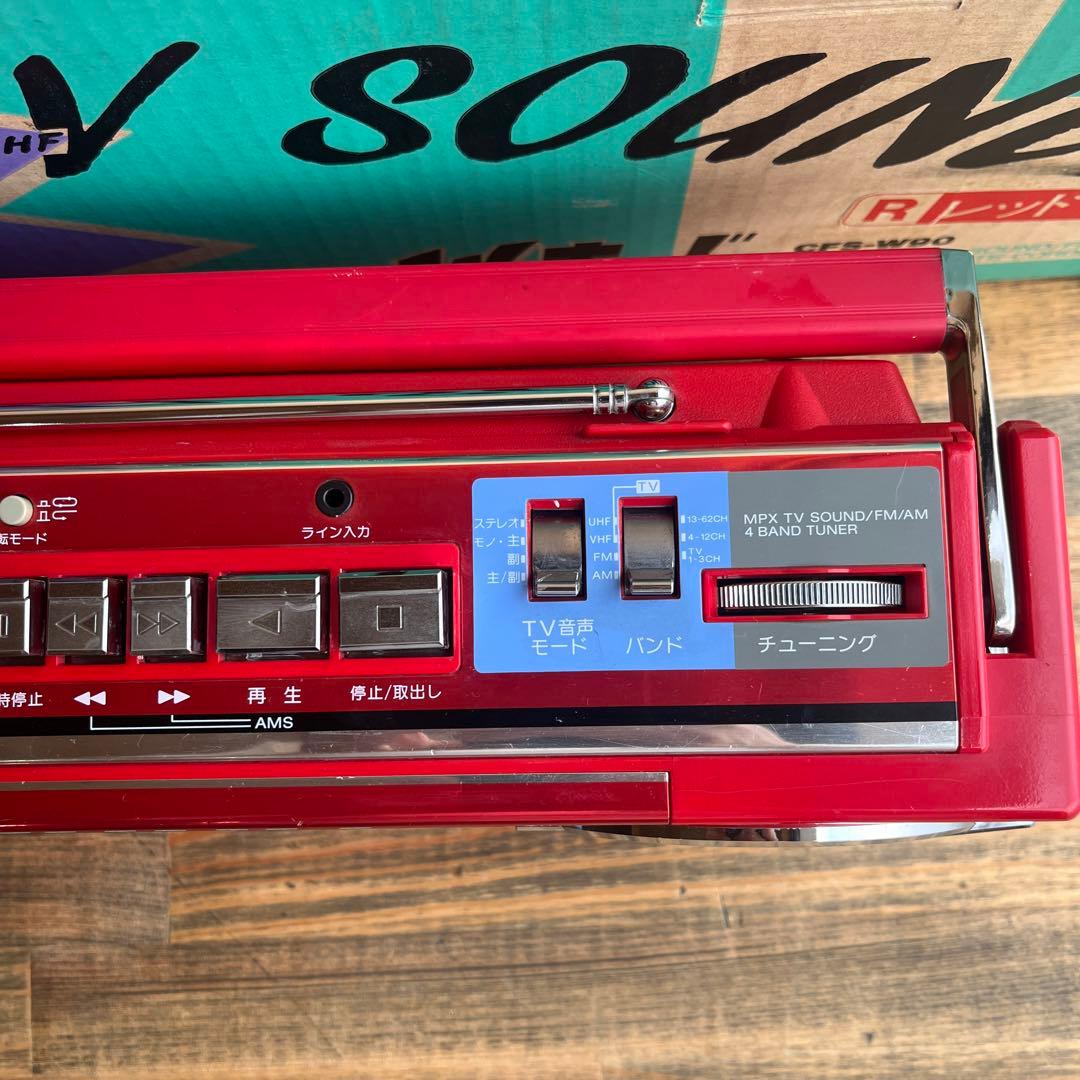 V SOUN
HF
R レッド
CFS-W90
転モード
ライン入力
TV
ステレオ
モノ・主
副
主/副
UHF
VHF
FM
AM
13-62CH
4-12CH
TV
1-3CH
MPX TV SOUND/FM/AM
4 BAND TUNER
TV音声
モード
バンド
チューニング
時停止
再生
停止/取出し
AMS